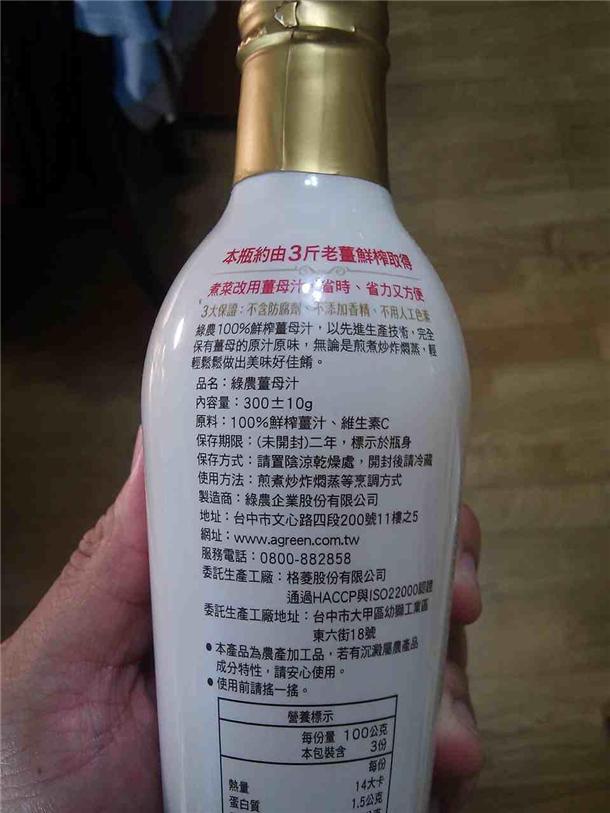 本瓶約由3斤老薑鮮榨取得
煮菜改用薑母汁 省時、省力又方便
3大保證：不含防腐劑、不添加香精、不用人工色素
綠農100%鮮榨薑母汁，以先進生產技術，完全
保有薑母的原汁原味，無論是煎煮炒炸燜蒸，輕
輕鬆鬆做出美味好佳餚。
品名：綠農薑母汁
內容量：300±10g
原料：100%鮮榨薑汁、維生素C
保存期限：(未開封)二年，標示於瓶身
保存方式：請置陰涼乾燥處，開封後請冷藏
使用方法：煎煮炒炸燜蒸等烹調方式
製造商：綠農企業股份有限公司
地址：台中市文心路四段200號11樓之5
網址：www.agreen.com.tw
服務電話：0800-882858
委託生產工廠：格菱股份有限公司
通過HACCP與ISO22000認證
委託生產工廠地址：台中市大甲區幼獅工業區
東六街18號
•本產品為農產加工品，若有沉澱屬農產品
成分特性，請安心使用。
•使用前請搖一搖。
營養標示
每份量 100公克
本包裝含 3份
每份
熱量 14大卡
蛋白質 1.5公克